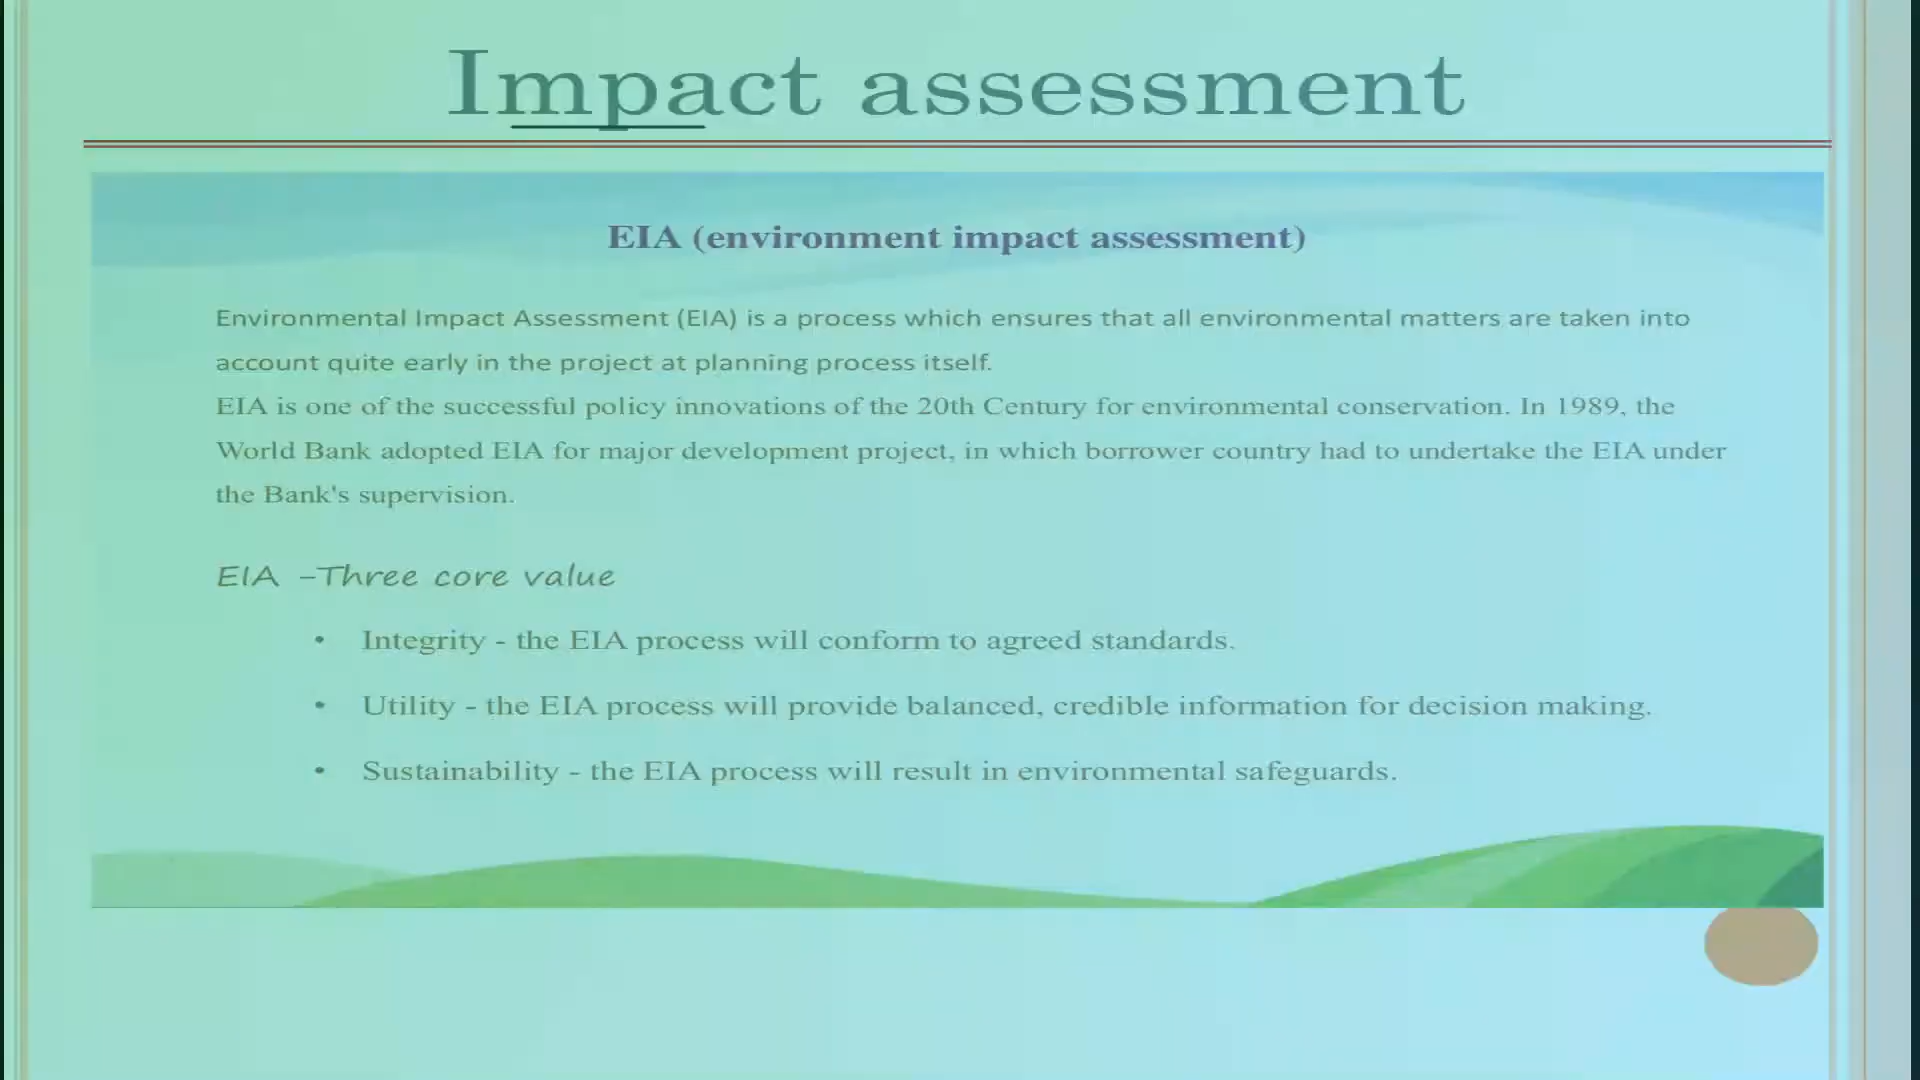 Impact assessment
EIA (environment impact assessment)
Environmental Impact Assessment (EIA) is a process which ensures that all environmental matters are taken into
account quite early in the project at planning process itself.
EIA is one of the successful policy innovations of the 20th Century for environmental conservation. In 1989, the
World Bank adopted EIA for major development project, in which borrower country had to undertake the EIA under
the Bank's supervision.
EIA –Three core value
• Integrity - the EIA process will conform to agreed standards.
• Utility - the EIA process will provide balanced, credible information for decision making.
• Sustainability - the EIA process will result in environmental safeguards.